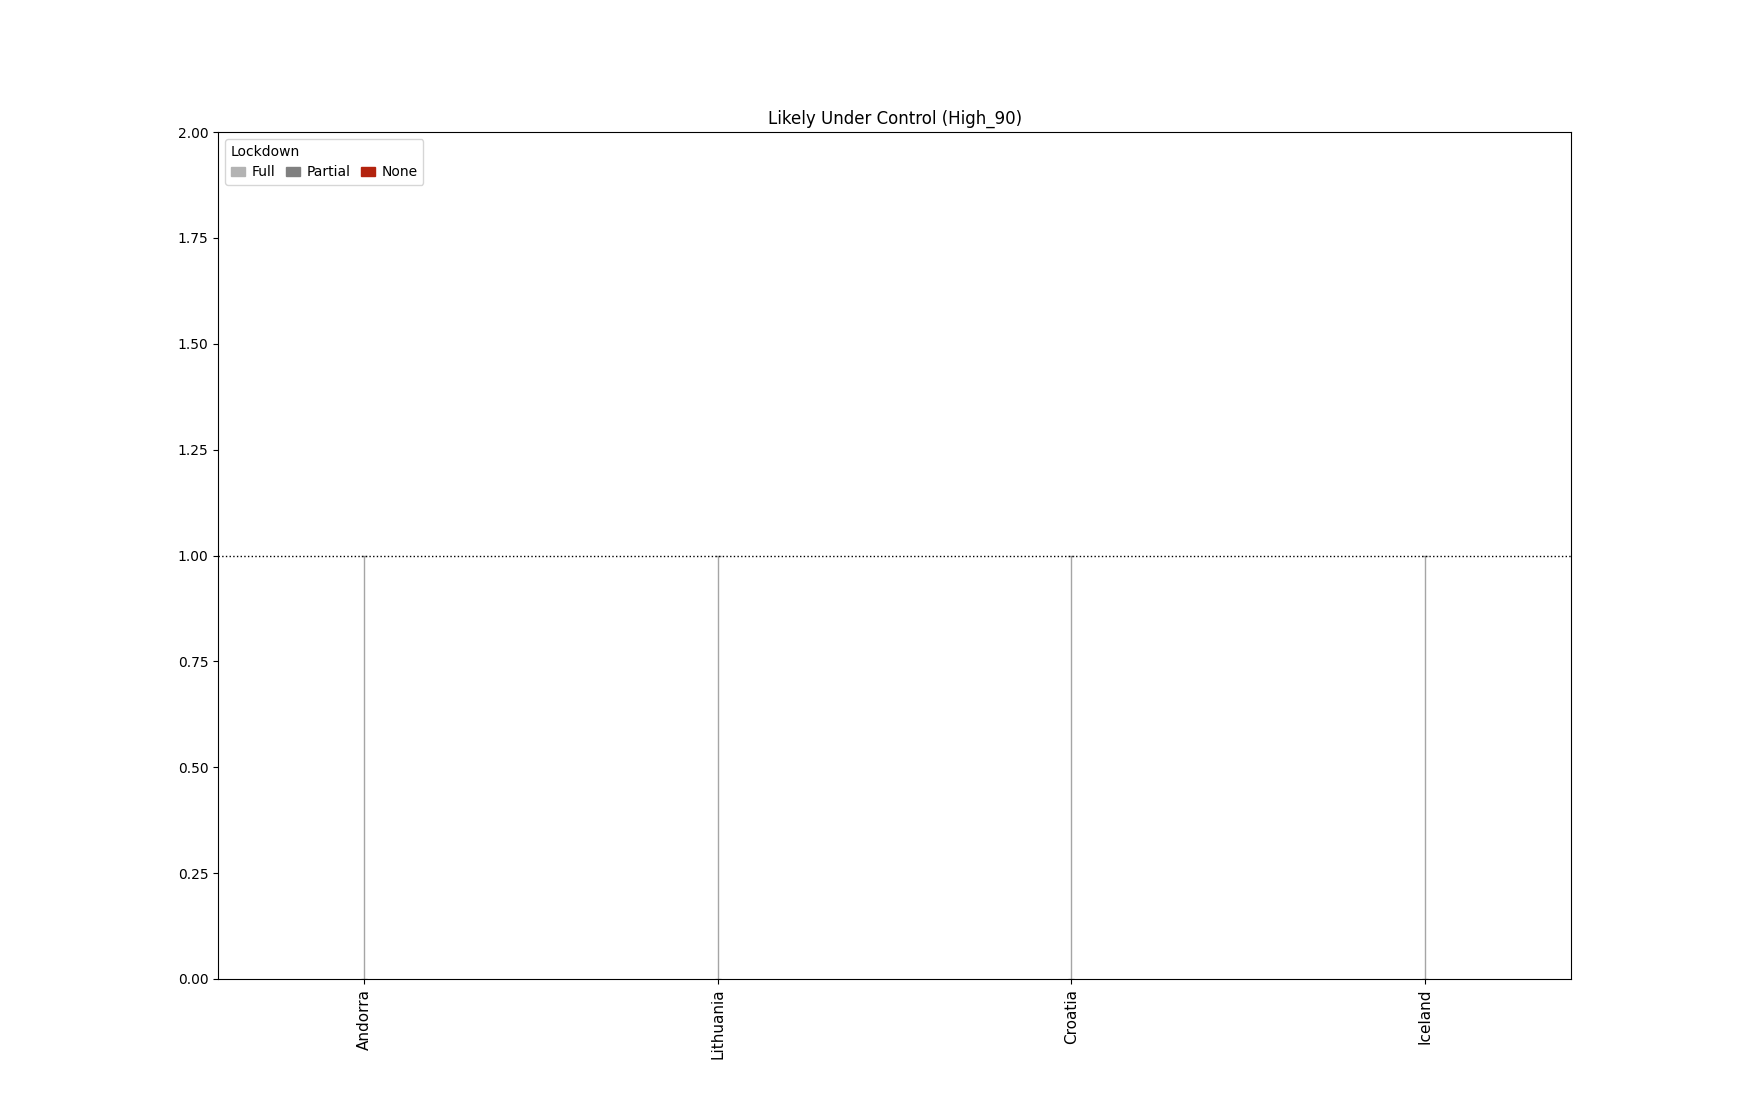 Likely Under Control (High_90)
2.00
Lockdown
Full Partial None
1.75
1.50
1.25
1.00
0.75
0.50
0.25
0.00
Andorra
Lithuania
Croatia
Iceland